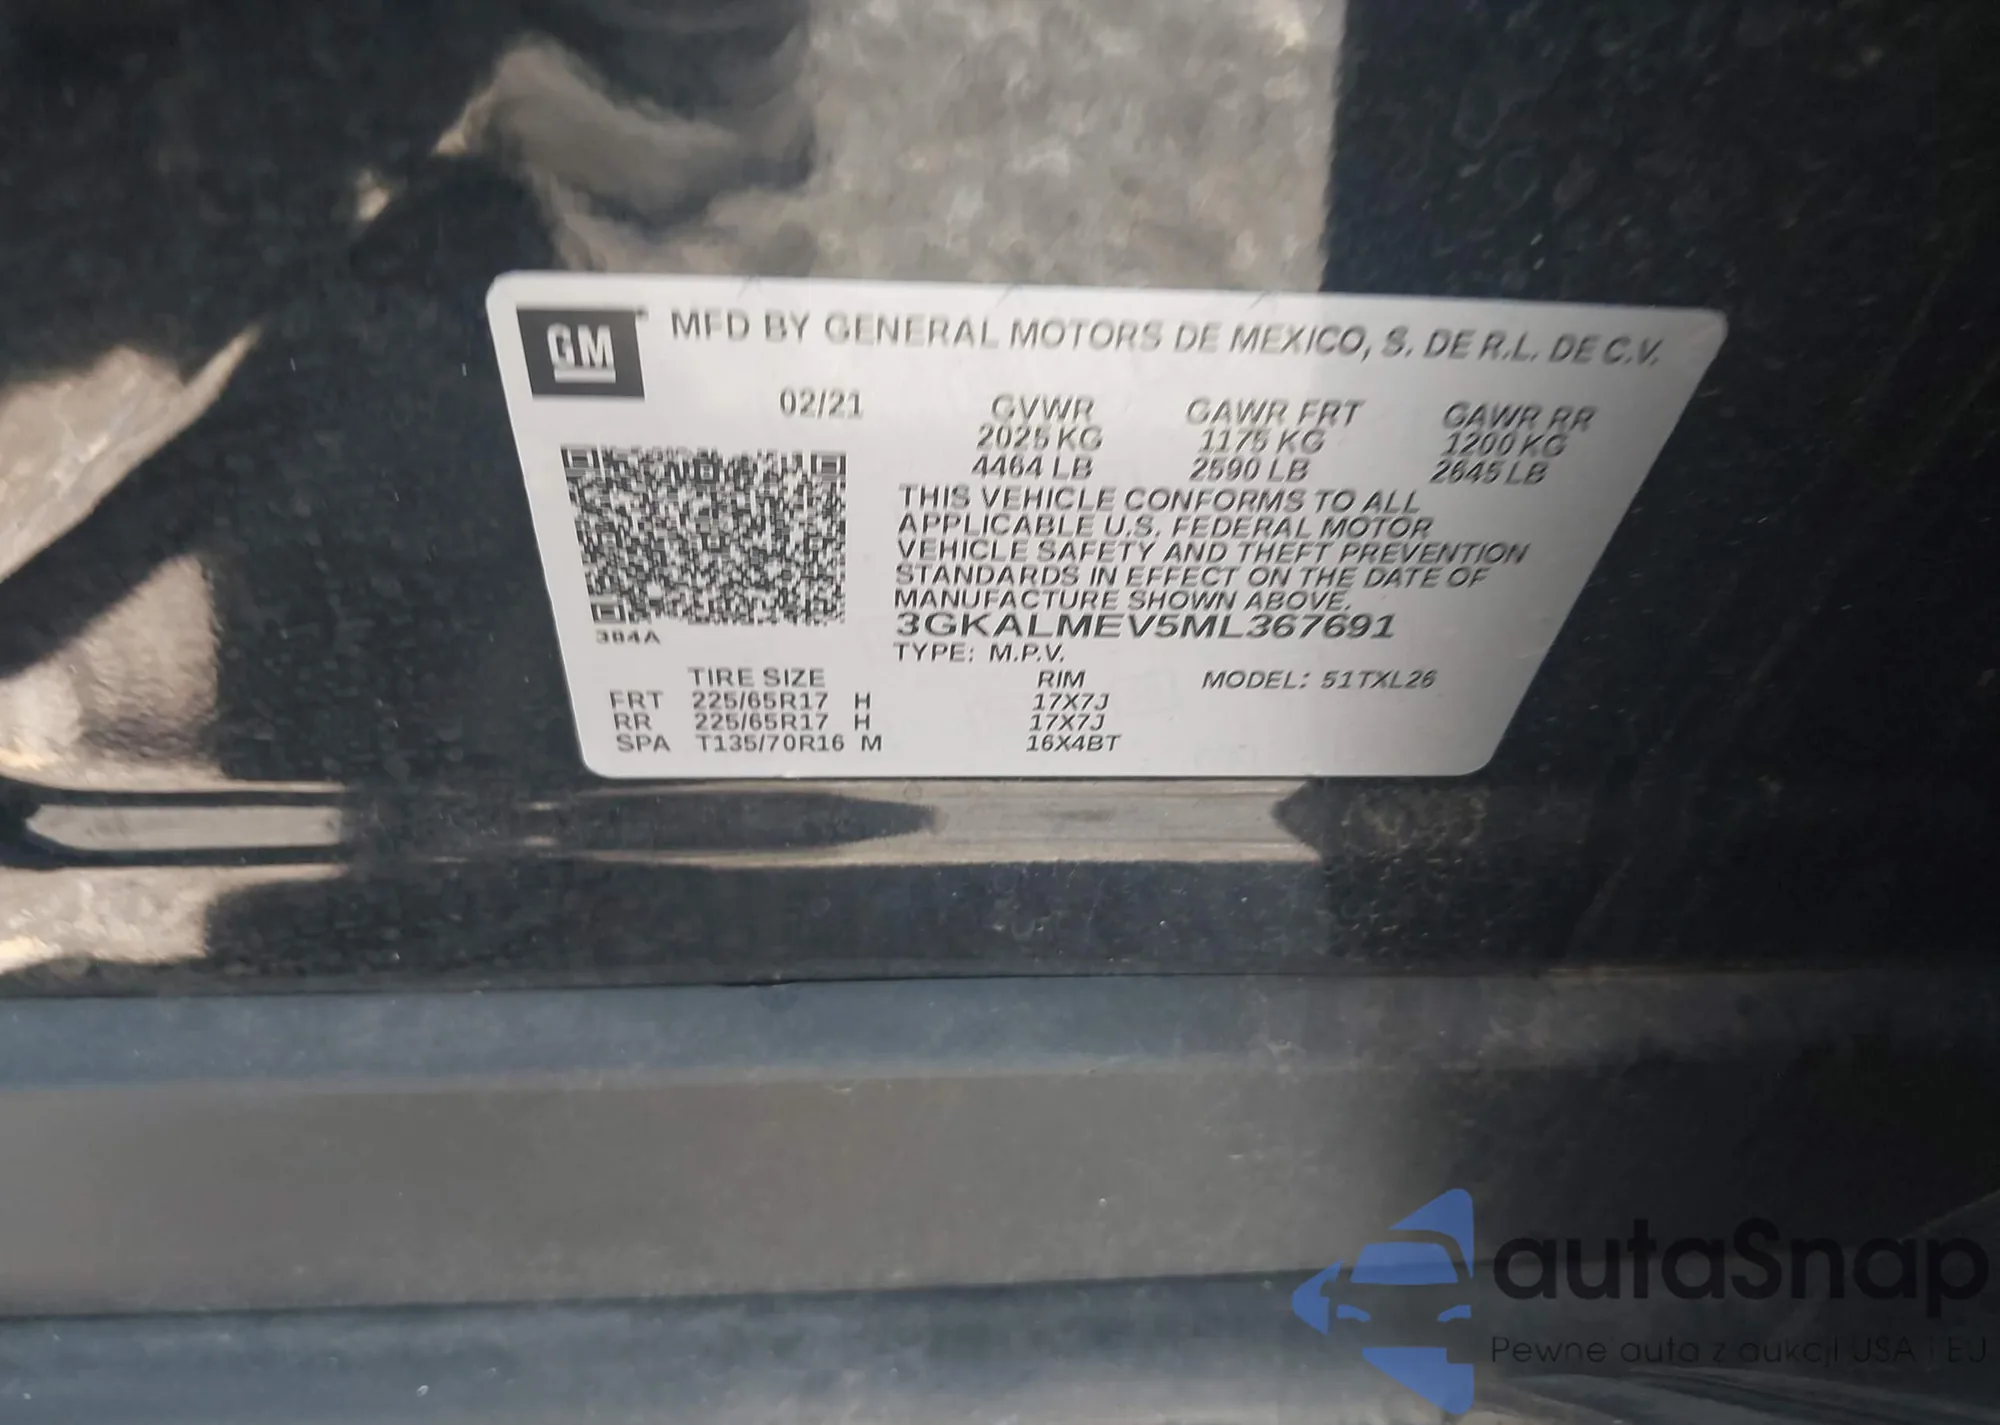 GM
MFD BY GENERAL MOTORS DE MEXICO, S. DE R.L. DE C.V.
02/21 GVWR GAWR FRT GAWR RR
2025 KG 1175 KG 1200 KG
4464 LB 2590 LB 2645 LB
THIS VEHICLE CONFORMS TO ALL
APPLICABLE U.S. FEDERAL MOTOR
VEHICLE SAFETY AND THEFT PREVENTION
STANDARDS IN EFFECT ON THE DATE OF
MANUFACTURE SHOWN ABOVE.
3GKALMEV5ML367691
384A
TYPE: M.P.V.
TIRE SIZE RIM MODEL: 51TXL26
FRT 225/65R17 H 17X7J
RR 225/65R17 H 17X7J
SPA T135/70R16 M 16X4BT
autaSnap
Pewne auta z aukcji USA i EU